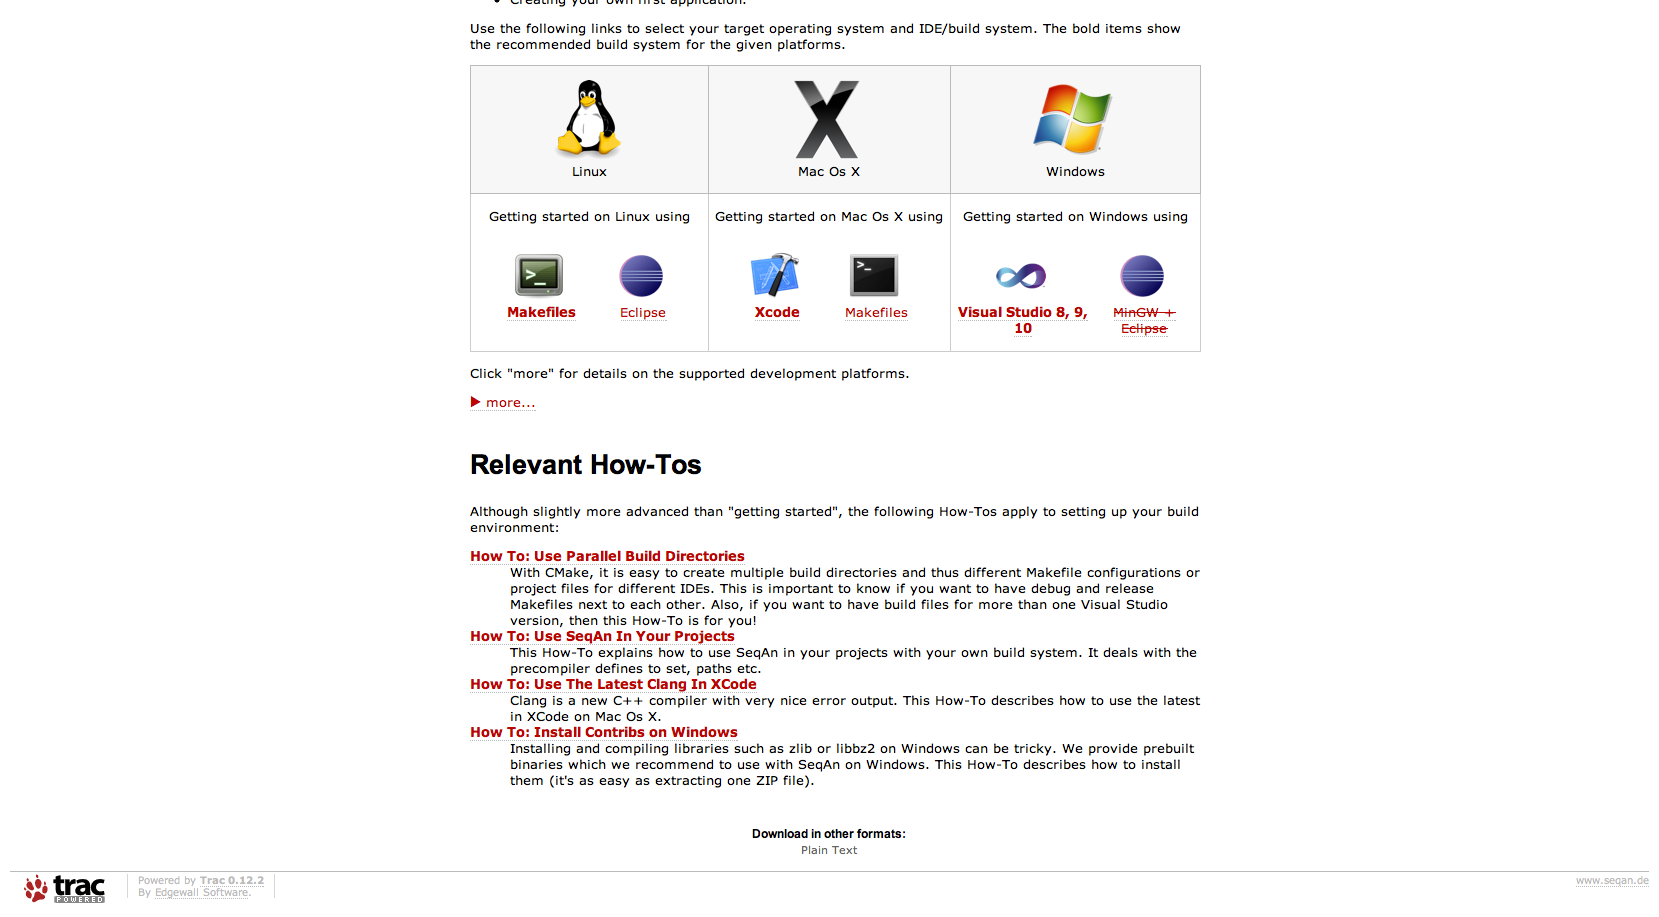 • Creating your own first application.
Use the following links to select your target operating system and IDE/build system. The bold items show
the recommended build system for the given platforms.
Linux
Mac Os X
Windows
Getting started on Linux using
Getting started on Mac Os X using
Getting started on Windows using
Makefiles
Eclipse
Xcode
Makefiles
Visual Studio 8, 9,
10
MinGW +
Eclipse
Click "more" for details on the supported development platforms.
more...
Relevant How-Tos
Although slightly more advanced than "getting started", the following How-Tos apply to setting up your build
environment:
How To: Use Parallel Build Directories
With CMake, it is easy to create multiple build directories and thus different Makefile configurations or
project files for different IDEs. This is important to know if you want to have debug and release
Makefiles next to each other. Also, if you want to have build files for more than one Visual Studio
version, then this How-To is for you!
How To: Use SeqAn In Your Projects
This How-To explains how to use SeqAn in your projects with your own build system. It deals with the
precompiler defines to set, paths etc.
How To: Use The Latest Clang In XCode
Clang is a new C++ compiler with very nice error output. This How-To describes how to use the latest
in XCode on Mac Os X.
How To: Install Contribs on Windows
Installing and compiling libraries such as zlib or libbz2 on Windows can be tricky. We provide prebuilt
binaries which we recommend to use with SeqAn on Windows. This How-To describes how to install
them (it's as easy as extracting one ZIP file).
Download in other formats:
Plain Text
trac
POWERED
Powered by Trac 0.12.2
By Edgewall Software.
www.seqan.de